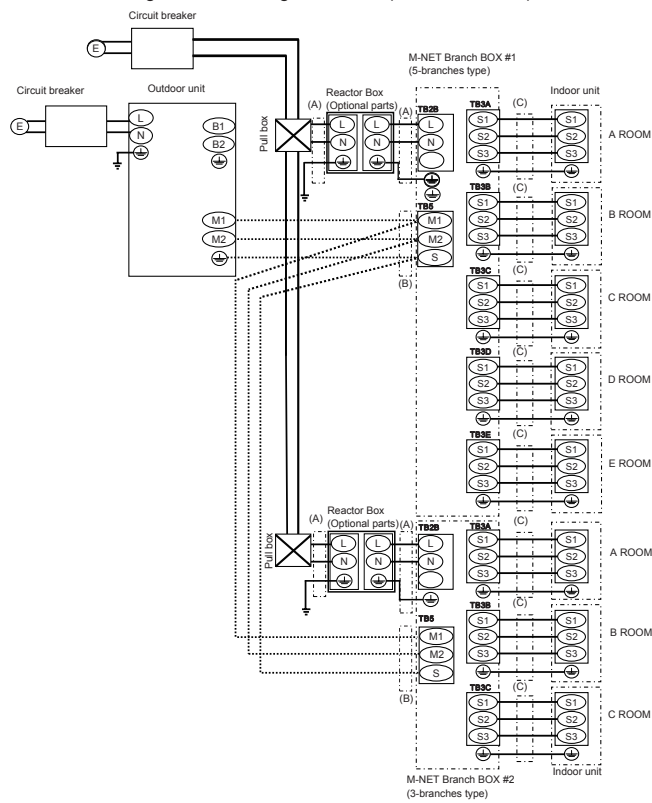 Circuit breaker
E
M-NET Branch BOX #1
(5-branches type)
Circuit breaker
Outdoor unit
Reactor Box
(Optional parts)
(A)
(A)
TB2B
TB3A
(C)
Indoor unit
E
L
N
B1
B2
Pull box
L
N
L
N
L
N
S1
S2
S3
S1
S2
S3
A ROOM
M1
M2
TB5
M1
M2
S
(B)
TB3B
(C)
S1
S2
S3
S1
S2
S3
B ROOM
TB3C
(C)
S1
S2
S3
S1
S2
S3
C ROOM
TB3D
(C)
S1
S2
S3
S1
S2
S3
D ROOM
TB3E
(C)
S1
S2
S3
S1
S2
S3
E ROOM
Reactor Box
(Optional parts)
(A)
(A)
TB2B
TB3A
(C)
Pull box
L
N
L
N
L
N
S1
S2
S3
S1
S2
S3
A ROOM
TB5
M1
M2
S
(B)
TB3B
(C)
S1
S2
S3
S1
S2
S3
B ROOM
TB3C
(C)
S1
S2
S3
S1
S2
S3
C ROOM
Indoor unit
M-NET Branch BOX #2
(3-branches type)